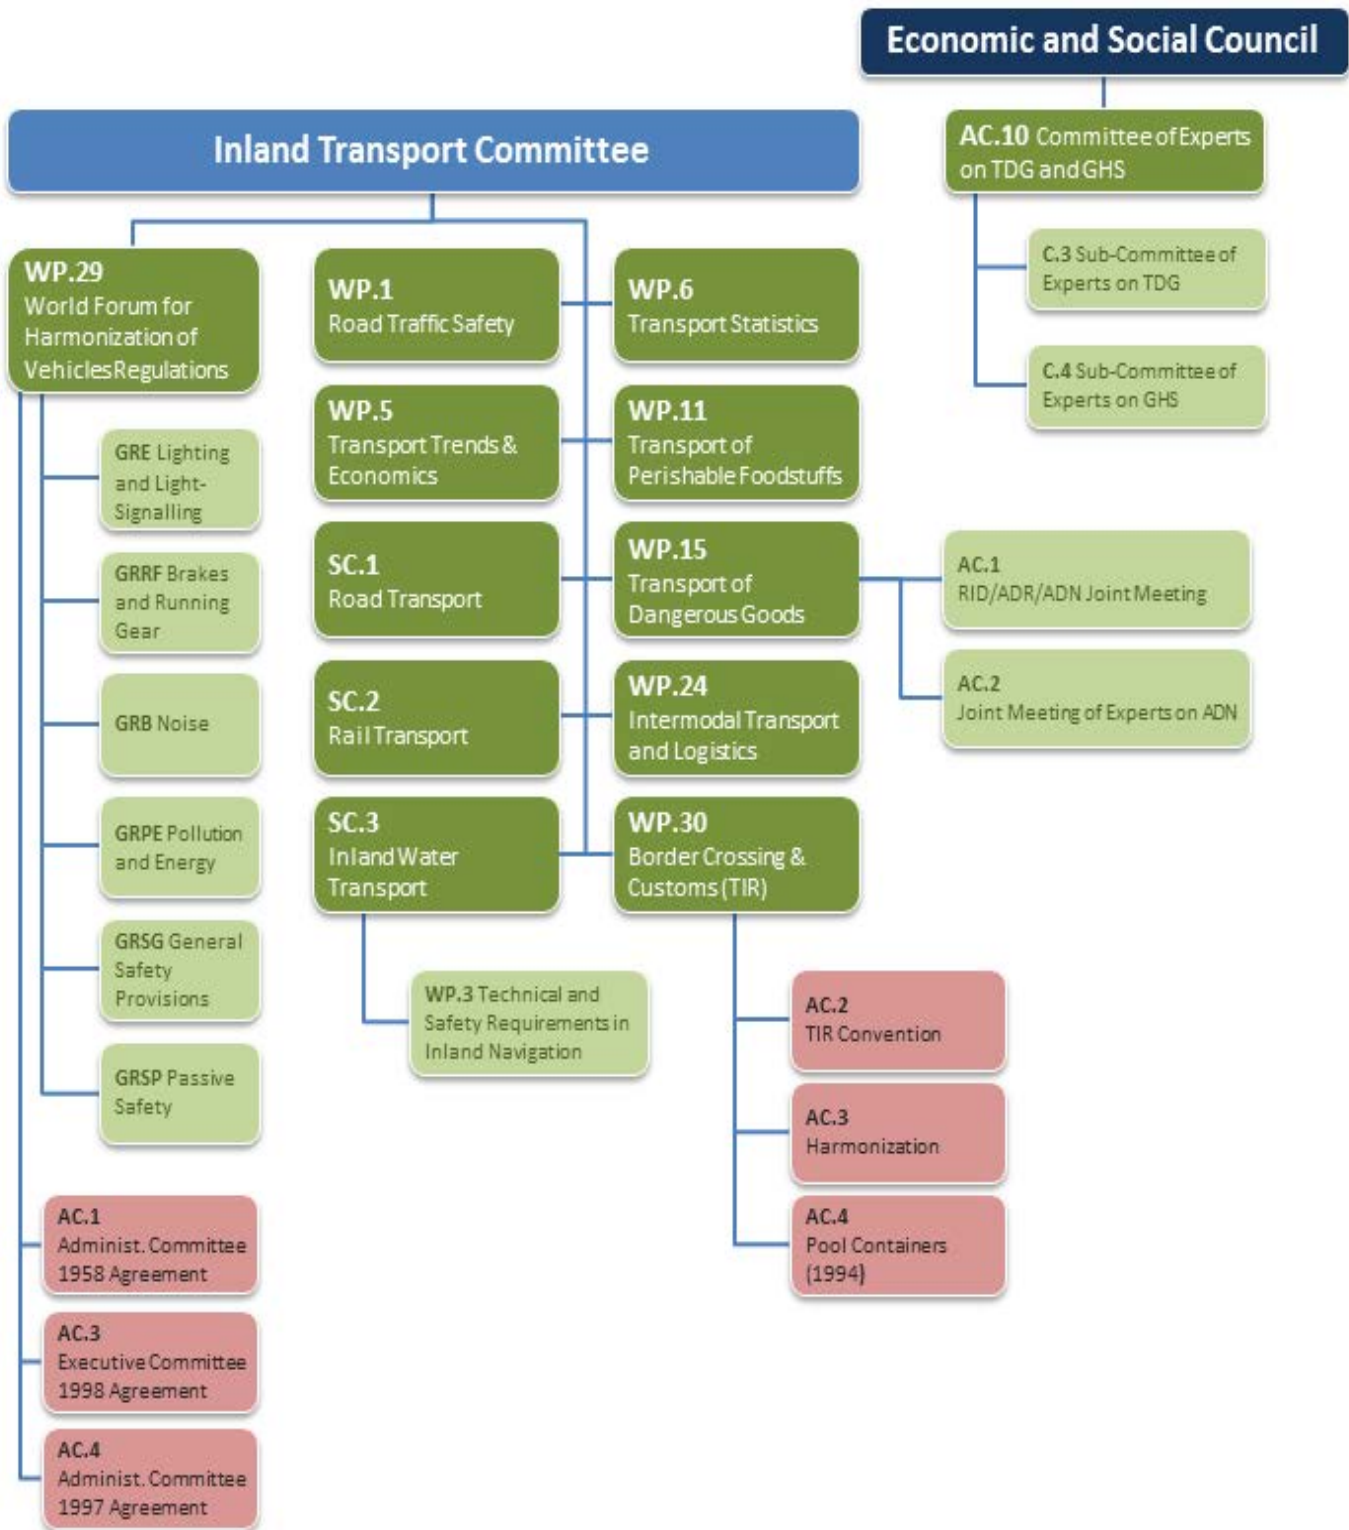 Economic and Social Council
Inland Transport Committee
AC.10 Committee of Experts
on TDG and GHS
C.3 Sub-Committee of
Experts on TDG
C.4 Sub-Committee of
Experts on GHS
WP.29
World Forum for
Harmonization of
Vehicles Regulations
GRE Lighting
and Light-
Signalling
GRRF Brakes
and Running
Gear
GRB Noise
GRPE Pollution
and Energy
GRSG General
Safety
Provisions
GRSP Passive
Safety
AC.1
Administ. Committee
1958 Agreement
AC.3
Executive Committee
1998 Agreement
AC.4
Administ. Committee
1997 Agreement
WP.1
Road Traffic Safety
WP.5
Transport Trends &
Economics
SC.1
Road Transport
SC.2
Rail Transport
SC.3
Inland Water
Transport
WP.3 Technical and
Safety Requirements in
Inland Navigation
WP.6
Transport Statistics
WP.11
Transport of
Perishable Foodstuffs
WP.15
Transport of
Dangerous Goods
AC.1
RID/ADR/ADN Joint Meeting
AC.2
Joint Meeting of Experts on ADN
WP.24
Intermodal Transport
and Logistics
WP.30
Border Crossing &
Customs (TIR)
AC.2
TIR Convention
AC.3
Harmonization
AC.4
Pool Containers
(1994)